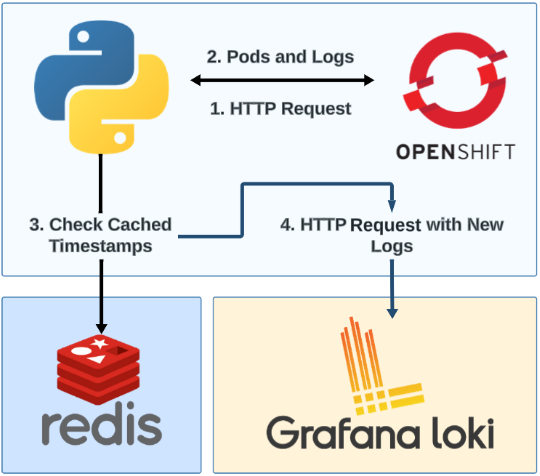 2. Pods and Logs
1. HTTP Request
OPENSHIFT
3. Check Cached
Timestamps
4. HTTP Request with New
Logs
redis
Grafana loki